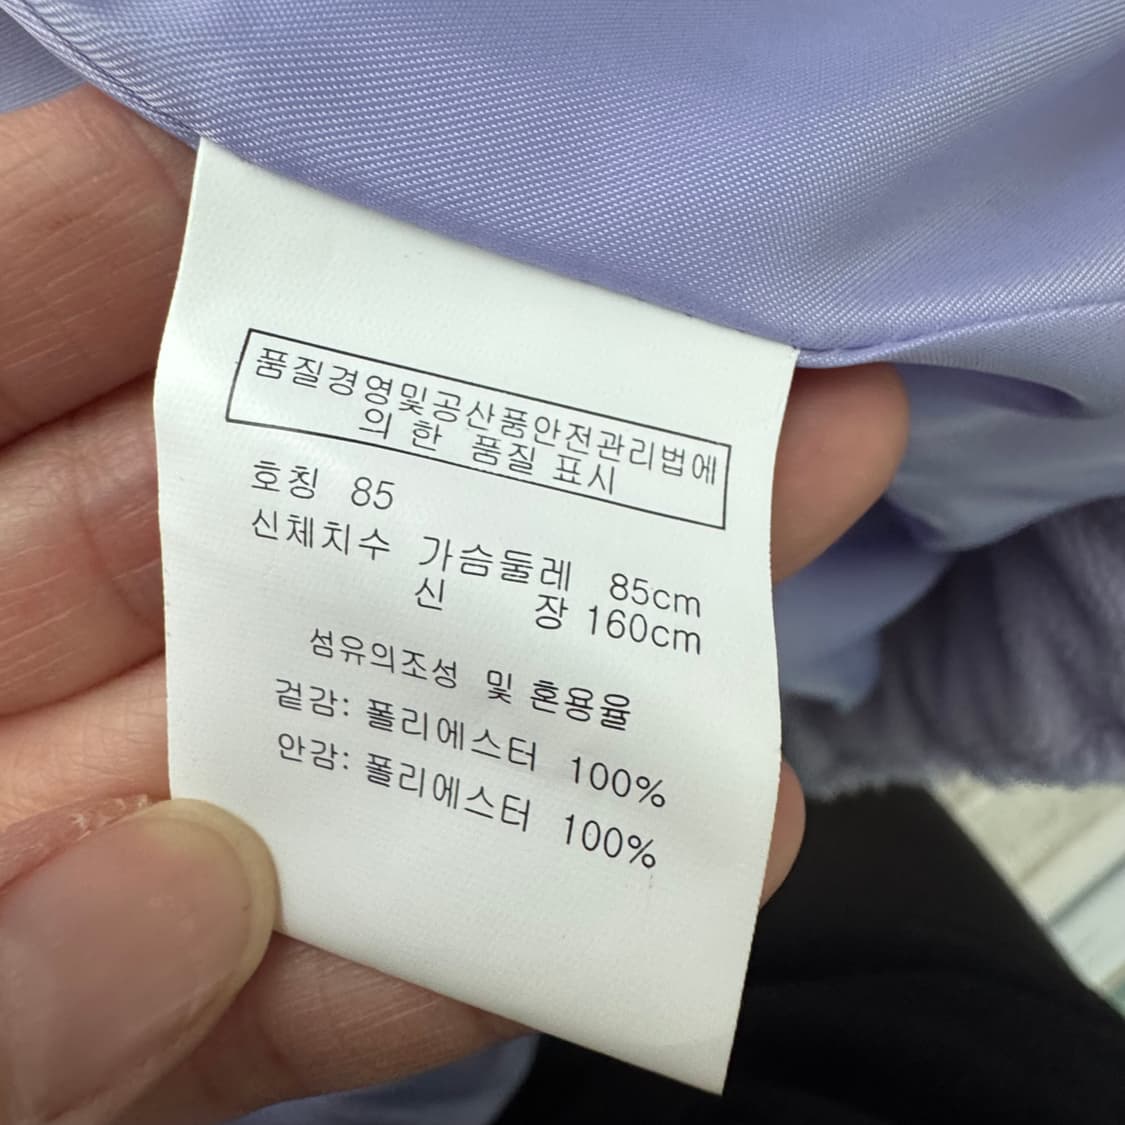 품질경영및공산품안전관리법에
의 한 품질 표시
호칭 85
신체치수 가슴둘레 85cm
신 장 160cm
섬유의조성 및 혼용율
겉감: 폴리에스터 100%
안감: 폴리에스터 100%